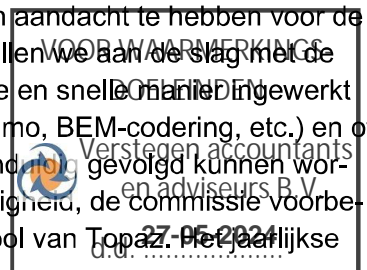 n aandacht te hebben voor de
llen we aan de slag met de
VOOR WAARMERKINGS-
e en snelle manier ingewerkt
DOELEINDEN
mo, BEM-codering, etc.) en o
Verstegen accountants
gevolgd kunnen wor-
en adviseurs B.V.
igheid, de commissie voorbe-
ool van Topaz. Het jaarlijkse
d.d. 27-05-2024